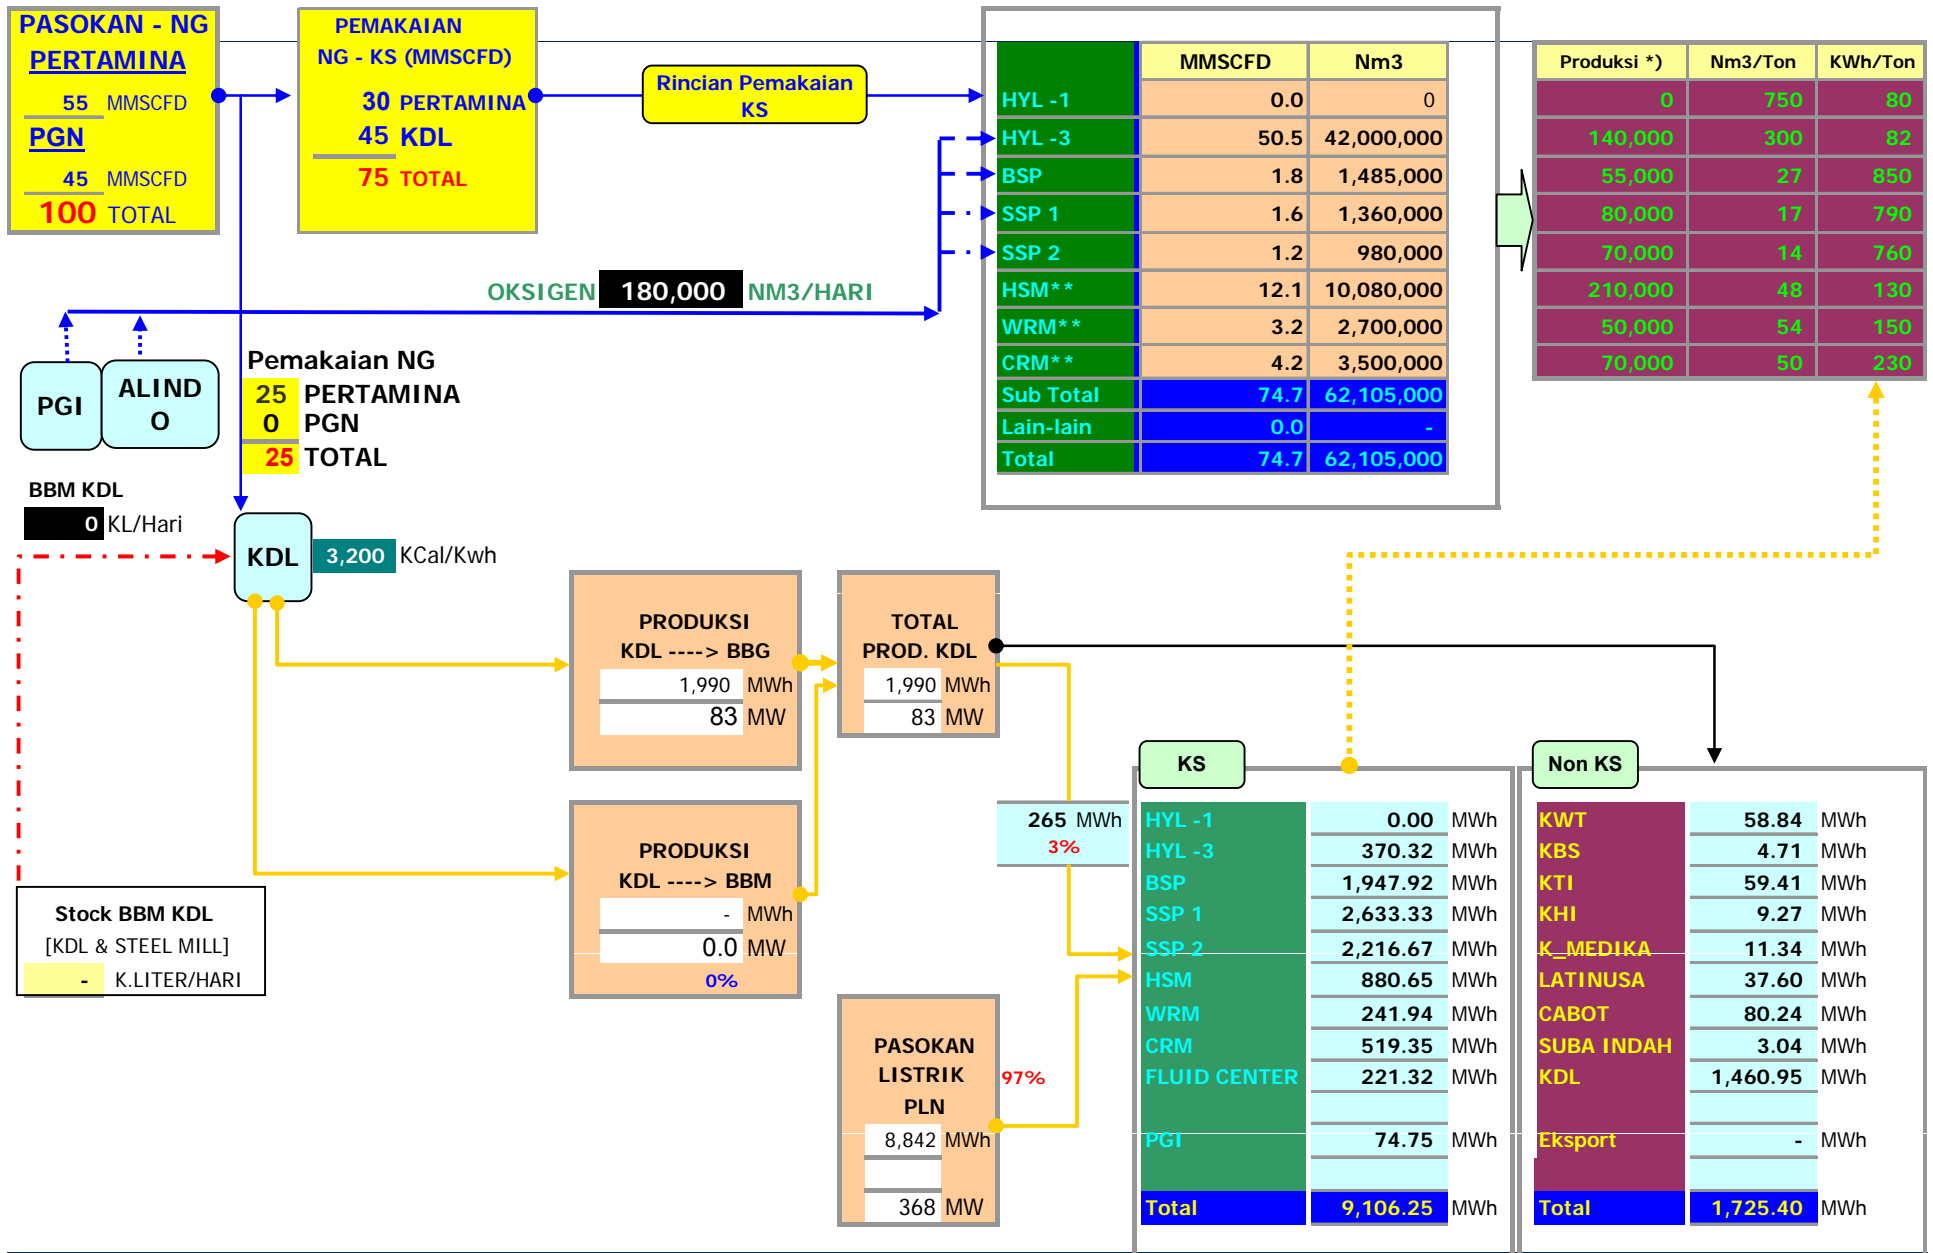 PASOKAN - NG
PERTAMINA
55 MMSCFD
PGN
45 MMSCFD
100 TOTAL
PEMAKAIAN
NG - KS (MMSCFD)
30 PERTAMINA
45 KDL
75 TOTAL
Rincian Pemakaian
KS
MMSCFD Nm3
HYL -1 0.0 0
HYL -3 50.5 42,000,000
BSP 1.8 1,485,000
SSP 1 1.6 1,360,000
SSP 2 1.2 980,000
HSM** 12.1 10,080,000
WRM** 3.2 2,700,000
CRM** 4.2 3,500,000
Sub Total 74.7 62,105,000
Lain-lain 0.0 -
Total 74.7 62,105,000
Produksi *) Nm3/Ton KWh/Ton
0 750 80
140,000 300 82
55,000 27 850
80,000 17 790
70,000 14 760
210,000 48 130
50,000 54 150
70,000 50 230
OKSIGEN 180,000 NM3/HARI
PGI
ALIND
O
Pemakaian NG
25 PERTAMINA
0 PGN
25 TOTAL
BBM KDL
0 KL/Hari
KDL 3,200 KCal/Kwh
PRODUKSI
KDL ----> BBG
1,990 MWh
83 MW
TOTAL
PROD. KDL
1,990 MWh
83 MW
PRODUKSI
KDL ----> BBM
- MWh
0.0 MW
0%
Stock BBM KDL
[KDL & STEEL MILL]
- K.LITER/HARI
265 MWh
3%
PASOKAN
LISTRIK
PLN
8,842 MWh
368 MW
97%
KS
HYL -1 0.00 MWh
HYL -3 370.32 MWh
BSP 1,947.92 MWh
SSP 1 2,633.33 MWh
SSP 2 2,216.67 MWh
HSM 880.65 MWh
WRM 241.94 MWh
CRM 519.35 MWh
FLUID CENTER 221.32 MWh
PGI 74.75 MWh
Total 9,106.25 MWh
Non KS
KWT 58.84 MWh
KBS 4.71 MWh
KTI 59.41 MWh
KHI 9.27 MWh
K_MEDIKA 11.34 MWh
LATINUSA 37.60 MWh
CABOT 80.24 MWh
SUBA INDAH 3.04 MWh
KDL 1,460.95 MWh
Eksport - MWh
Total 1,725.40 MWh